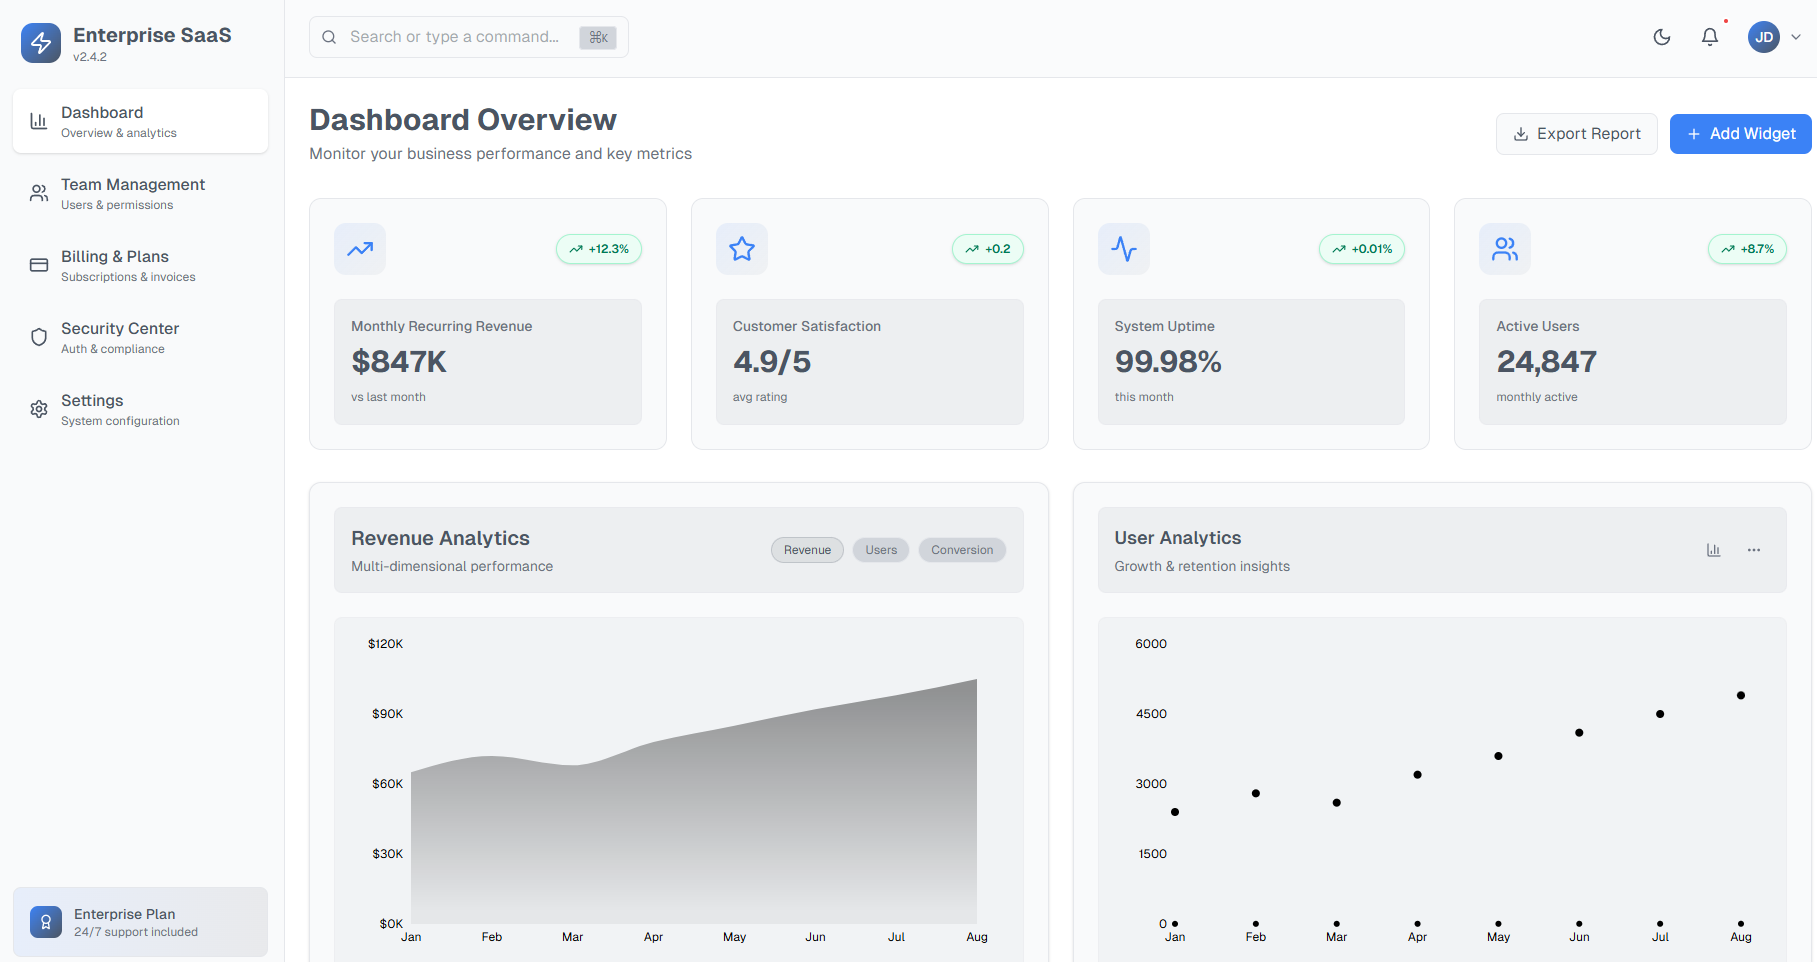 Enterprise SaaS
v2.4.2
Dashboard
Overview & analytics
Team Management
Users & permissions
Billing & Plans
Subscriptions & invoices
Security Center
Auth & compliance
Settings
System configuration
Enterprise Plan
24/7 support included
Search or type a command... ⌘K
JD
Dashboard Overview
Monitor your business performance and key metrics
Export Report
Add Widget
+12.3%
Monthly Recurring Revenue
$847K
vs last month
+0.2
Customer Satisfaction
4.9/5
avg rating
+0.01%
System Uptime
99.98%
this month
+8.7%
Active Users
24,847
monthly active
Revenue Analytics
Multi-dimensional performance
Revenue Users Conversion
$120K
$90K
$60K
$30K
$0K
Jan Feb Mar Apr May Jun Jul Aug
User Analytics
Growth & retention insights
6000
4500
3000
1500
0
Jan Feb Mar Apr May Jun Jul Aug